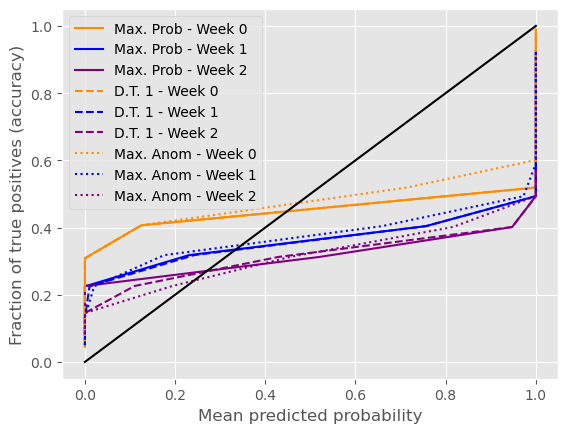 1.0
0.8
0.6
0.4
0.2
0.0
Fraction of true positives (accuracy)
Max. Prob - Week 0
Max. Prob - Week 1
Max. Prob - Week 2
D.T. 1 - Week 0
D.T. 1 - Week 1
D.T. 1 - Week 2
Max. Anom - Week 0
Max. Anom - Week 1
Max. Anom - Week 2
0.0 0.2 0.4 0.6 0.8 1.0
Mean predicted probability